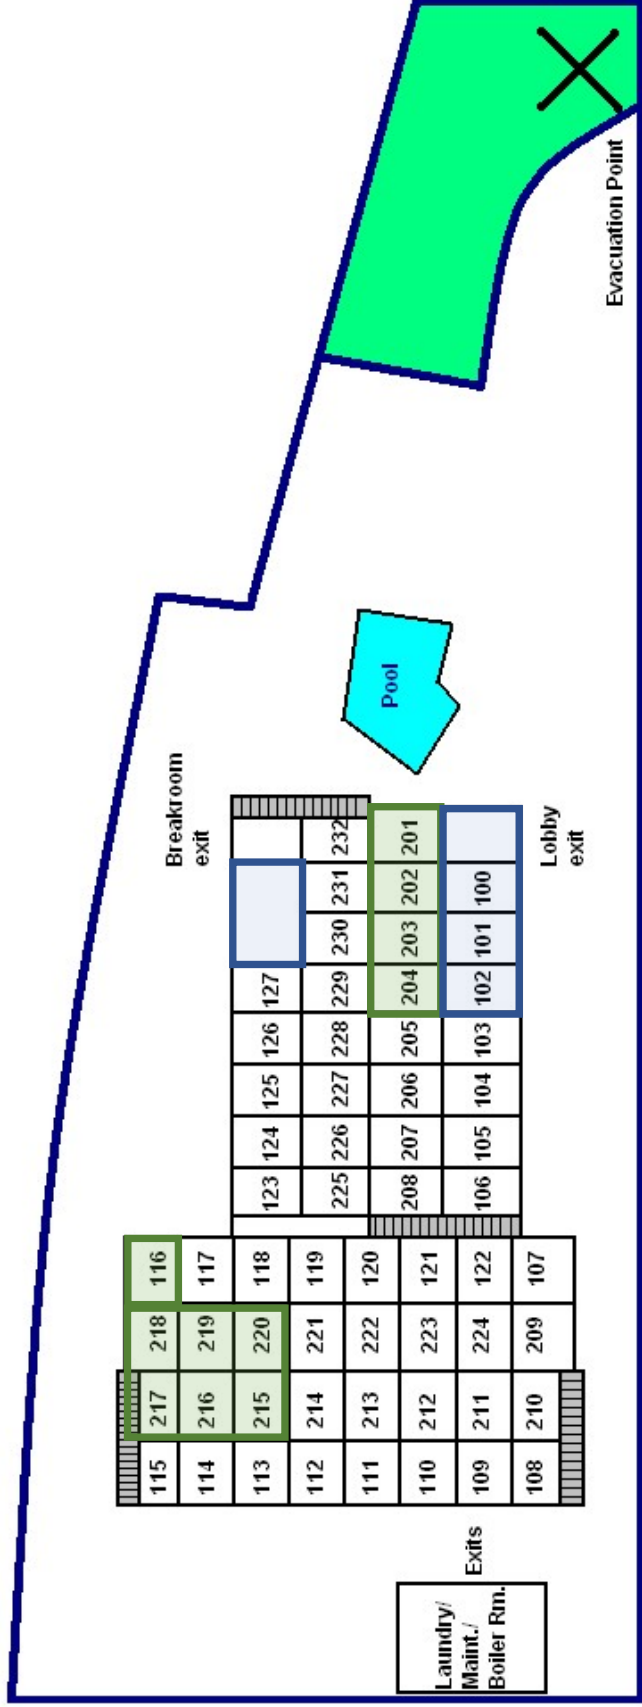 115 217 218 116
Breakroom
exit
114 216 219 117
113 215 220 118
123 124 125 126 127
112 214 221 119
225 226 227 228 229 230 231 232
111 213 222 120
Pool
208 207 206 205 204 203 202 201
110 212 223 121
Laundry/
Maint./
Boiler Rm.
Exits
109 211 224 122
106 105 104 103 102 101 100
108 210 209 107
Lobby
exit
Evacuation Point